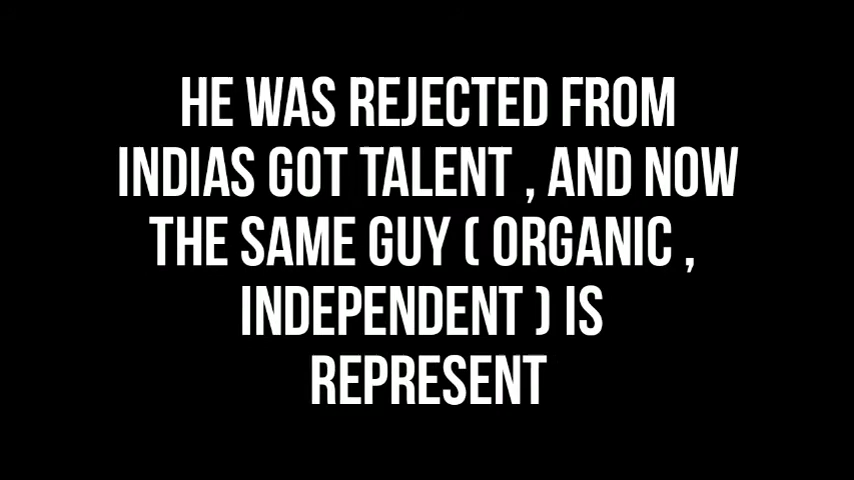 HE WAS REJECTED FROM
INDIAS GOT TALENT , AND NOW
THE SAME GUY ( ORGANIC ,
INDEPENDENT ) IS
REPRESENT